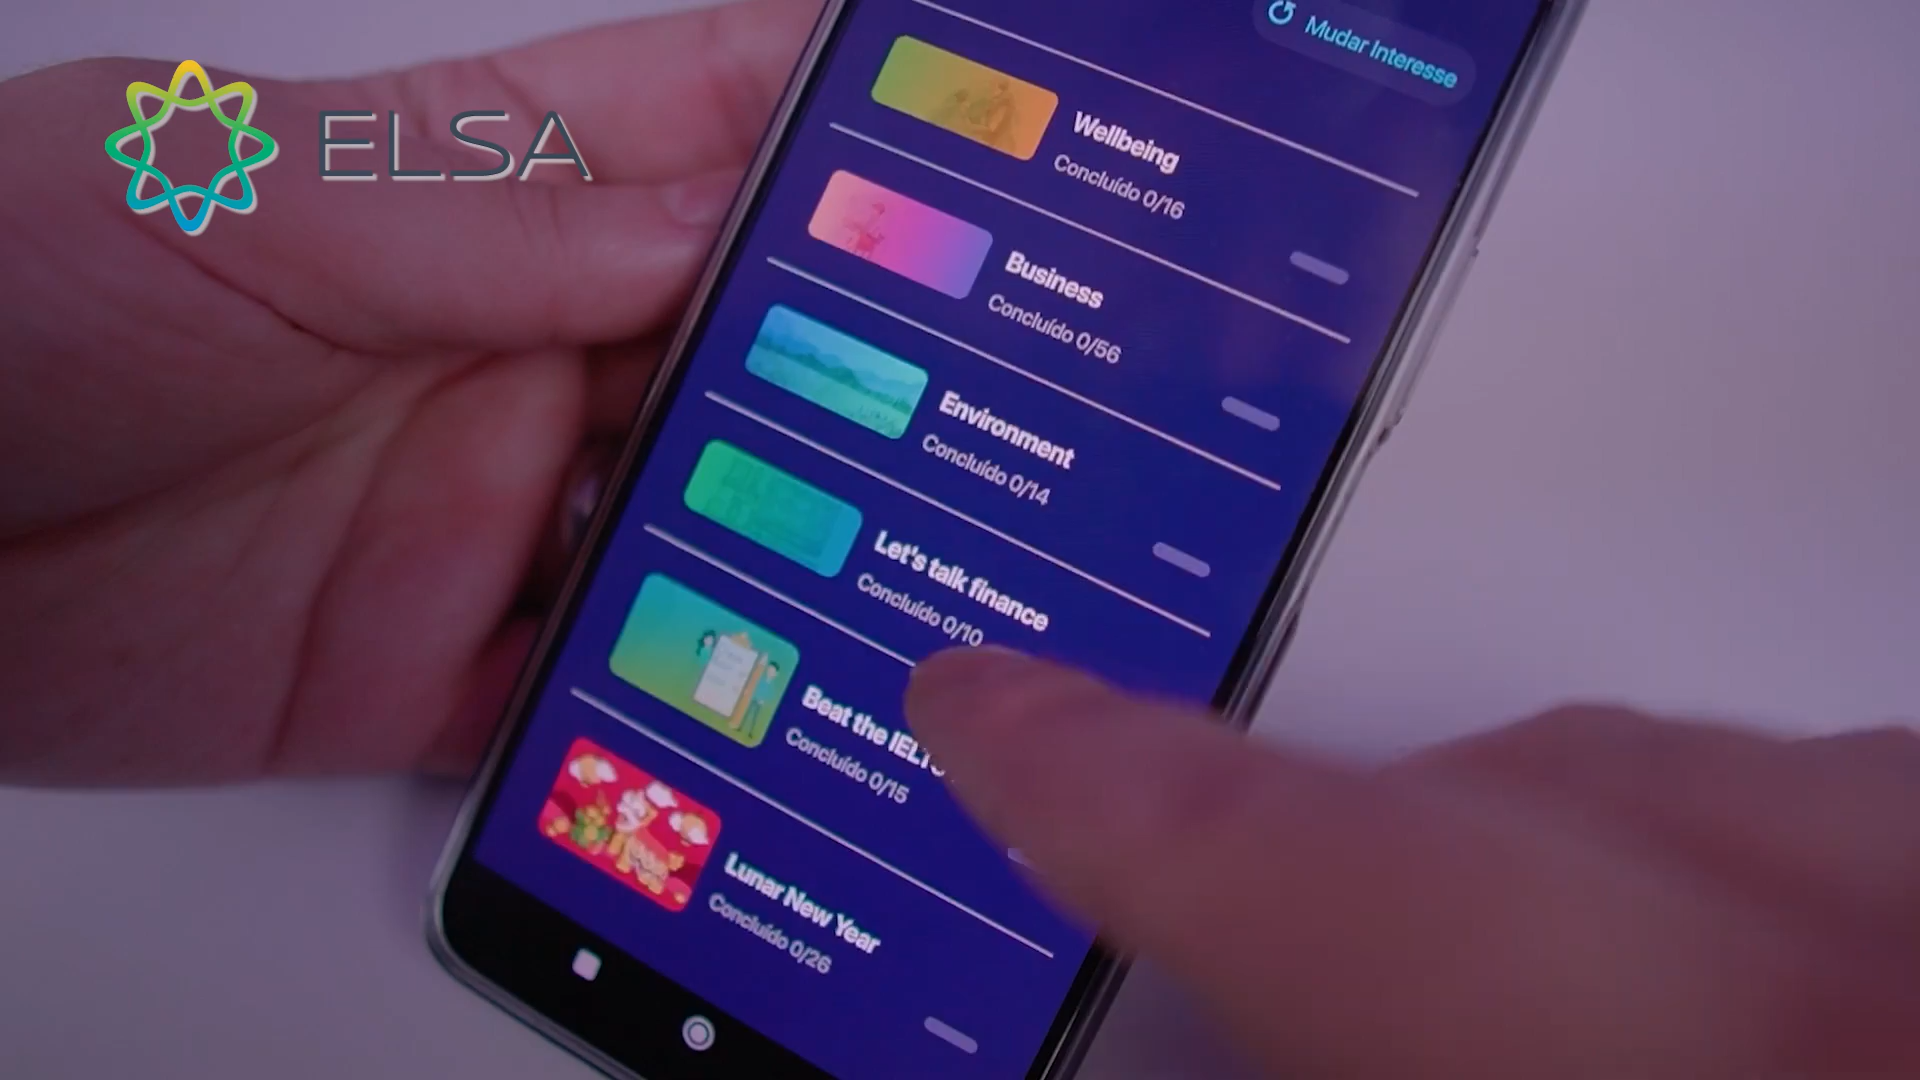 ELSA
Mudar Interesse
Wellbeing
Concluído 0/16
Business
Concluído 0/56
Environment
Concluído 0/14
Let's talk finance
Concluído 0/10
Beat the IELTS
Concluído 0/15
Lunar New Year
Concluído 0/26